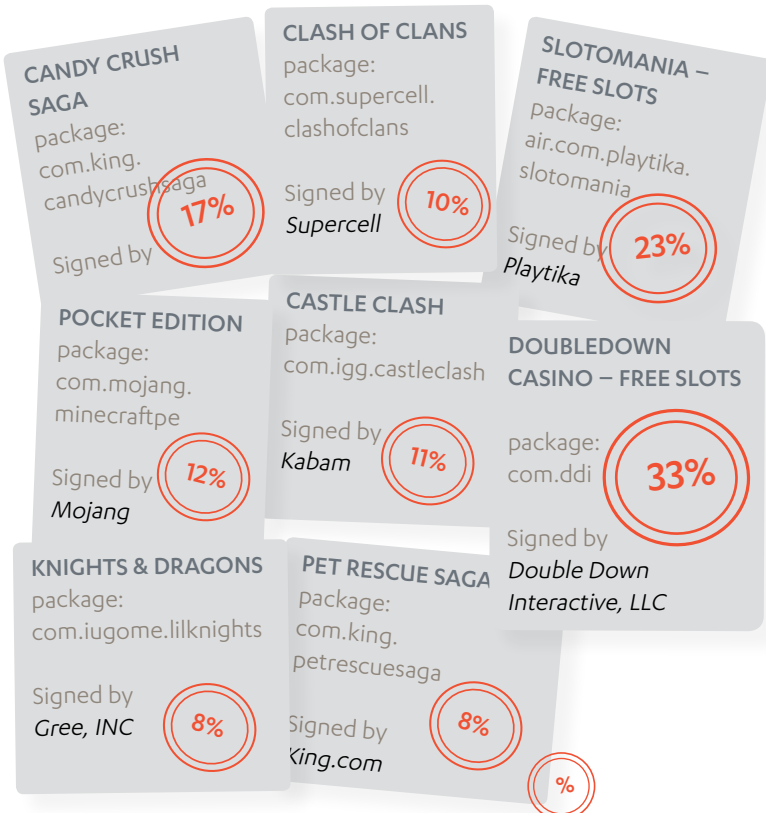 CANDY CRUSH
SAGA
package:
com.king.
candycrushsaga
17%
Signed by
CLASH OF CLANS
package:
com.supercell.
clashofclans
Signed by
Supercell
10%
SLOTOMANIA –
FREE SLOTS
package:
air.com.playtika.
slotomania
Signed by
Playtika
23%
POCKET EDITION
package:
com.mojang.
minecraftpe
Signed by
Mojang
12%
CASTLE CLASH
package:
com.igg.castleclash
Signed by
Kabam
11%
DOUBLEDOWN
CASINO – FREE SLOTS
package:
com.ddi
33%
Signed by
Double Down
Interactive, LLC
KNIGHTS & DRAGONS
package:
com.iugome.lilknights
Signed by
Gree, INC
8%
PET RESCUE SAGA
package:
com.king.
petrescuesaga
Signed by
King.com
8%
%